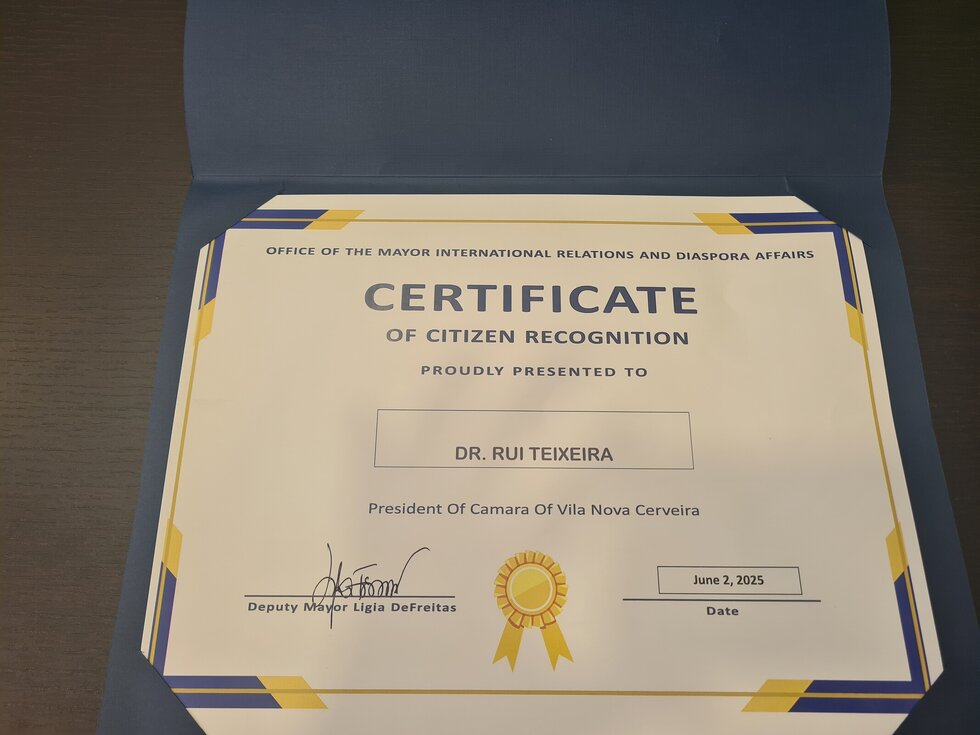 OFFICE OF THE MAYOR INTERNATIONAL RELATIONS AND DIASPORA AFFAIRS
CERTIFICATE
OF CITIZEN RECOGNITION
PROUDLY PRESENTED TO
DR. RUI TEIXEIRA
President Of Camara Of Vila Nova Cerveira
Deputy Mayor Ligia DeFreitas
June 2, 2025
Date